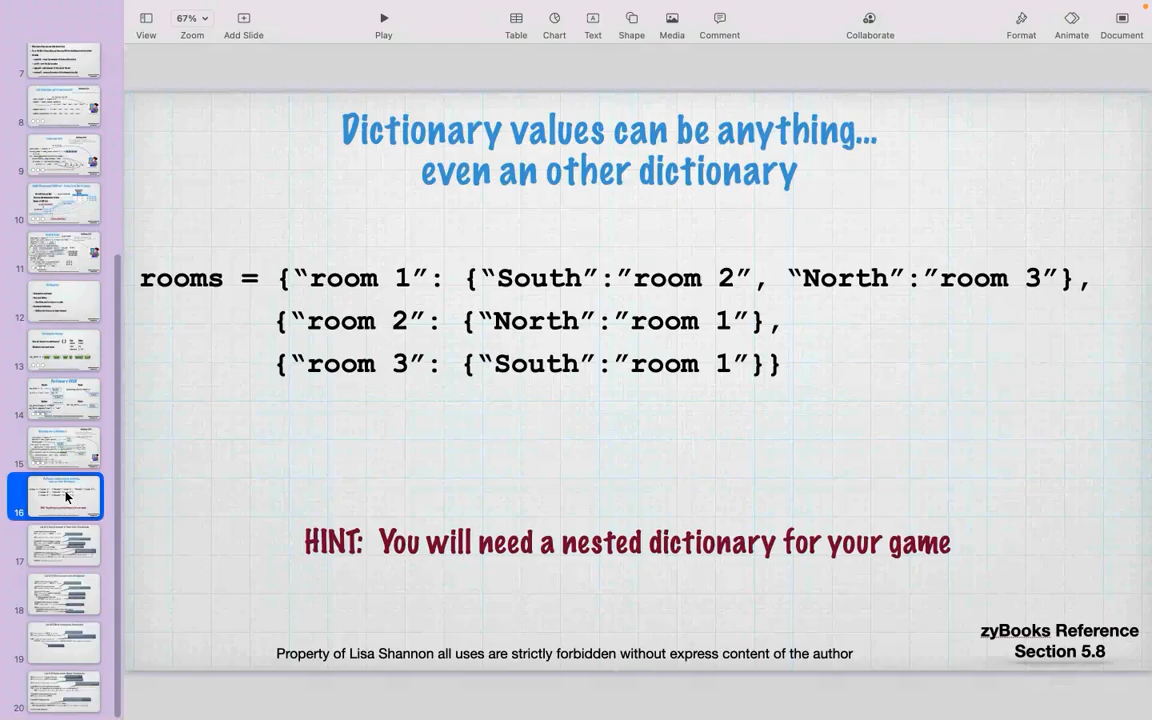 67%
View
Zoom
Add Slide
Play
Table
Chart
Text
Shape
Media
Comment
Collaborate
Format
Animate
Document
7
8
9
10
11
12
13
14
15
16
17
18
19
20
Dictionary values can be anything...
even an other dictionary
rooms = {“room 1”: {“South”:”room 2”, “North”:”room 3”},
{“room 2”: {“North”:”room 1”},
{“room 3”: {“South”:”room 1”}}
HINT: You will need a nested dictionary for your game
zyBooks Reference
Section 5.8
Property of Lisa Shannon all uses are strictly forbidden without express content of the author